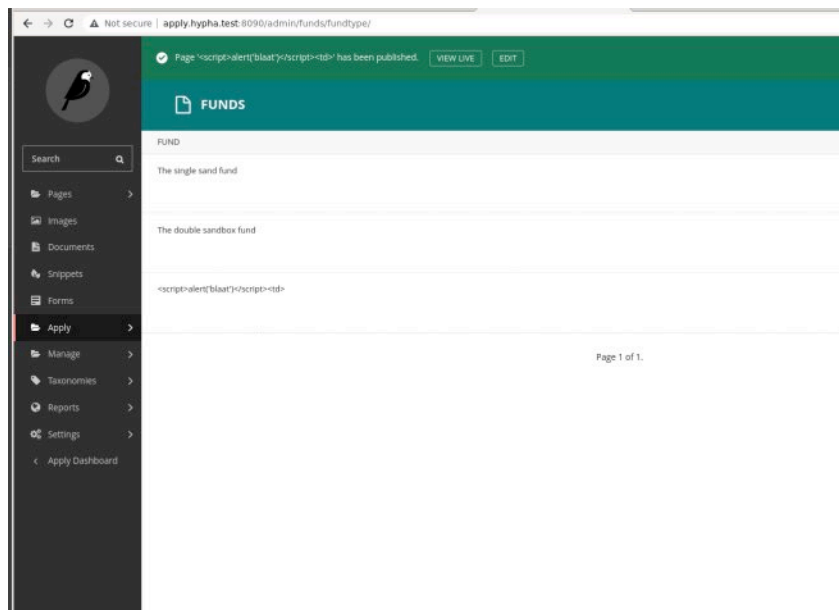 Not secure | apply.hypha.test:8090/admin/funds/fundtype/
Page '<script>alert('blaat')</script><td>' has been published. VIEW LIVE EDIT
FUNDS
FUND
Search
The single sand fund
Pages
Images
The double sandbox fund
Documents
Snippets
<script>alert('blaat')</script><td>
Forms
Apply
Manage
Page 1 of 1.
Taxonomies
Reports
Settings
Apply Dashboard